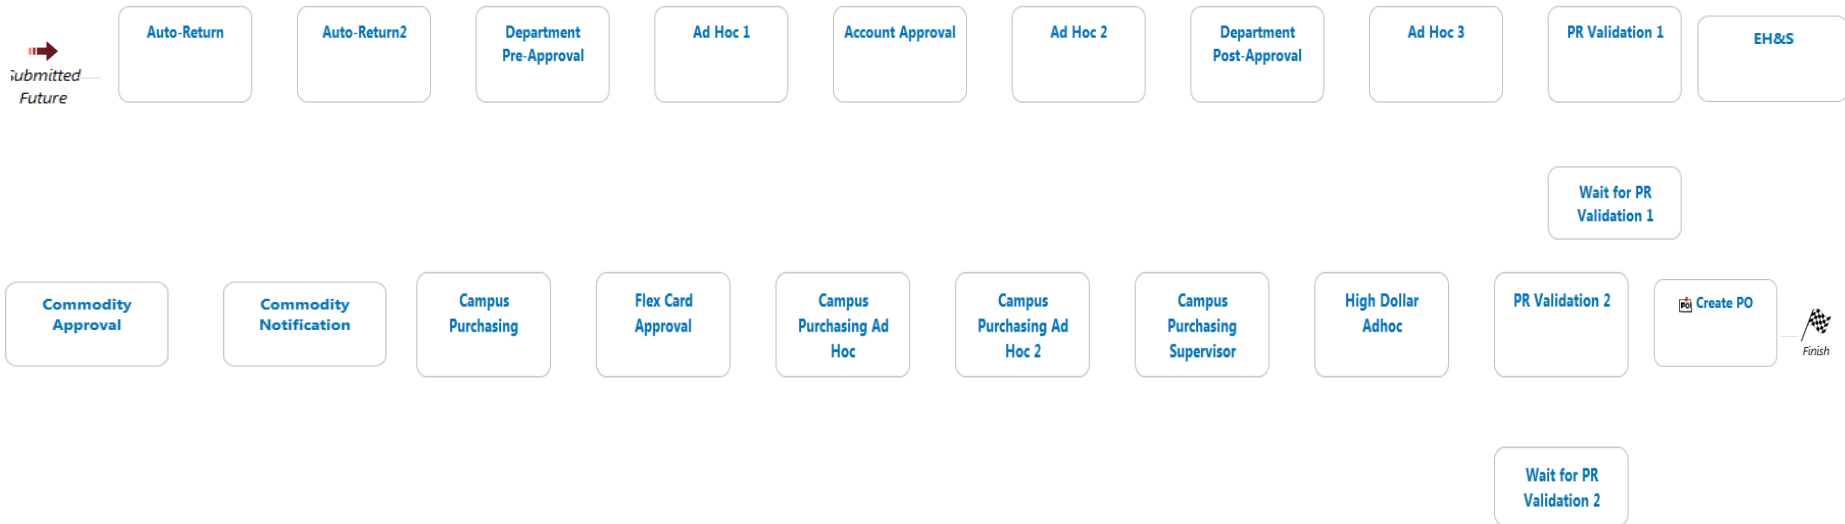 Submitted
Future
Auto-Return
Auto-Return2
Department
Pre-Approval
Ad Hoc 1
Account Approval
Ad Hoc 2
Department
Post-Approval
Ad Hoc 3
PR Validation 1
EH&S
Wait for PR
Validation 1
Commodity
Approval
Commodity
Notification
Campus
Purchasing
Flex Card
Approval
Campus
Purchasing Ad
Hoc
Campus
Purchasing Ad
Hoc 2
Campus
Purchasing
Supervisor
High Dollar
Adhoc
PR Validation 2
PO Create PO
Finish
Wait for PR
Validation 2